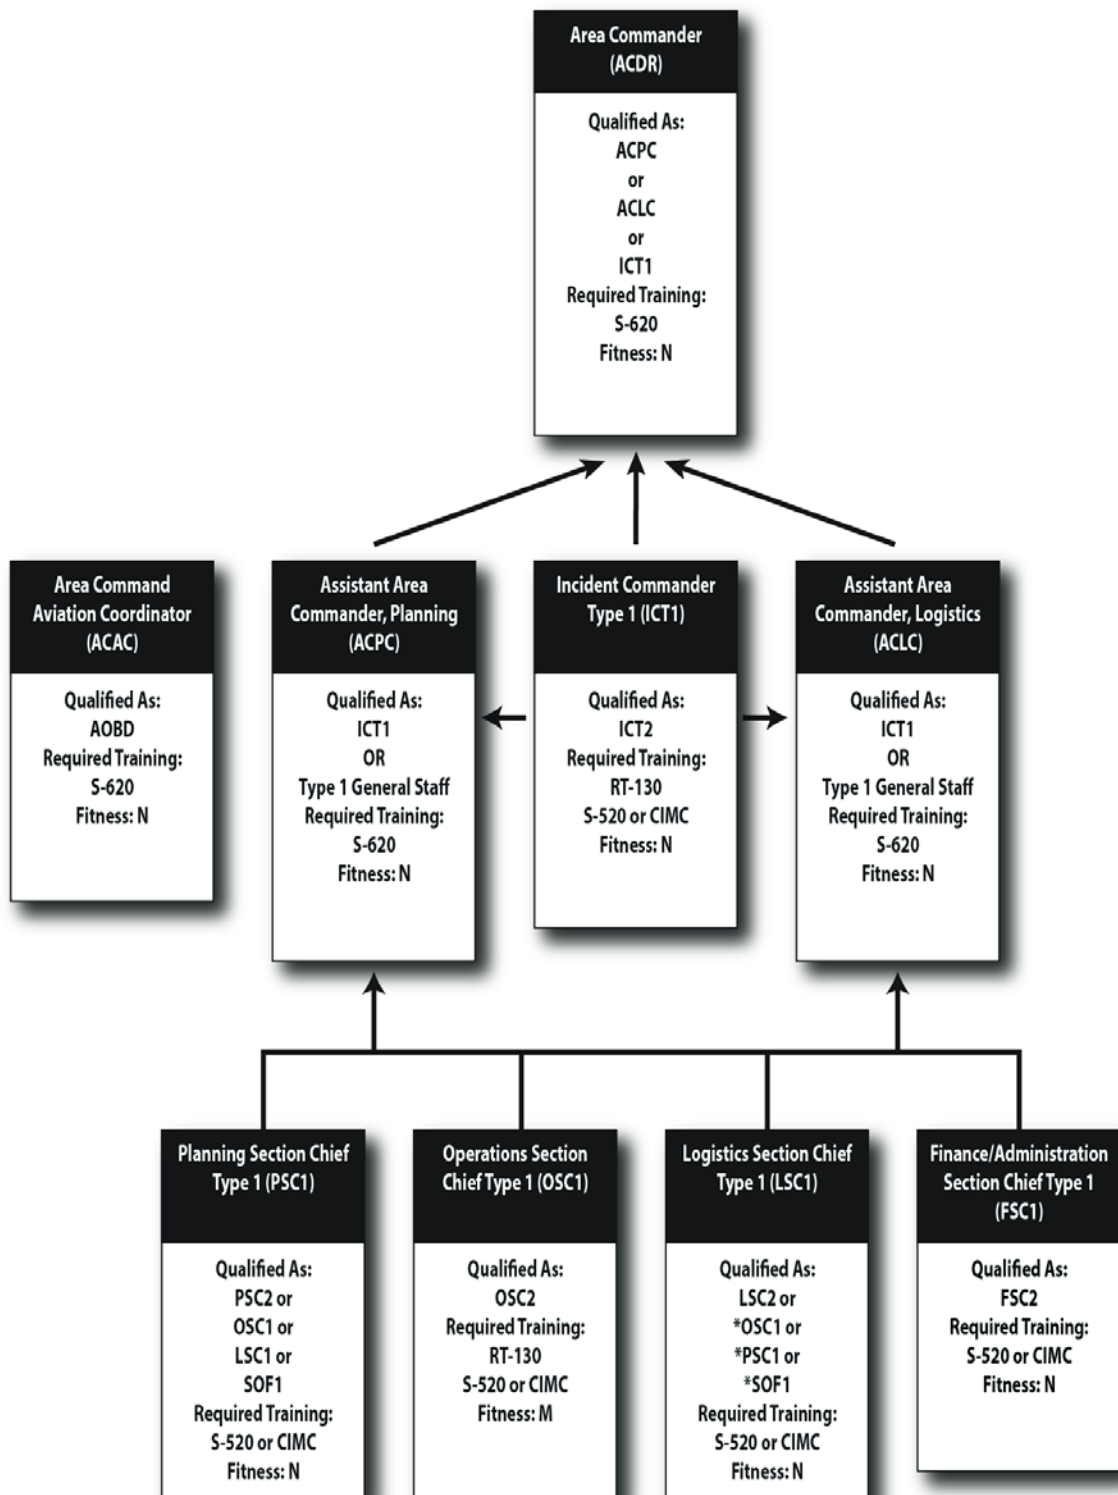 Area Commander
(ACDR)
Qualified As:
ACPC
or
ACLC
or
ICT1
Required Training:
S-620
Fitness: N
Area Command
Aviation Coordinator
(ACAC)
Qualified As:
AOBD
Required Training:
S-620
Fitness: N
Assistant Area
Commander, Planning
(ACPC)
Qualified As:
ICT1
OR
Type 1 General Staff
Required Training:
S-620
Fitness: N
Incident Commander
Type 1 (ICT1)
Qualified As:
ICT2
Required Training:
RT-130
S-520 or CIMC
Fitness: N
Assistant Area
Commander, Logistics
(ACLC)
Qualified As:
ICT1
OR
Type 1 General Staff
Required Training:
S-620
Fitness: N
Planning Section Chief
Type 1 (PSC1)
Qualified As:
PSC2 or
OSC1 or
LSC1 or
SOF1
Required Training:
S-520 or CIMC
Fitness: N
Operations Section
Chief Type 1 (OSC1)
Qualified As:
OSC2
Required Training:
RT-130
S-520 or CIMC
Fitness: M
Logistics Section Chief
Type 1 (LSC1)
Qualified As:
LSC2 or
*OSC1 or
*PSC1 or
*SOF1
Required Training:
S-520 or CIMC
Fitness: N
Finance/Administration
Section Chief Type 1
(FSC1)
Qualified As:
FSC2
Required Training:
S-520 or CIMC
Fitness: N